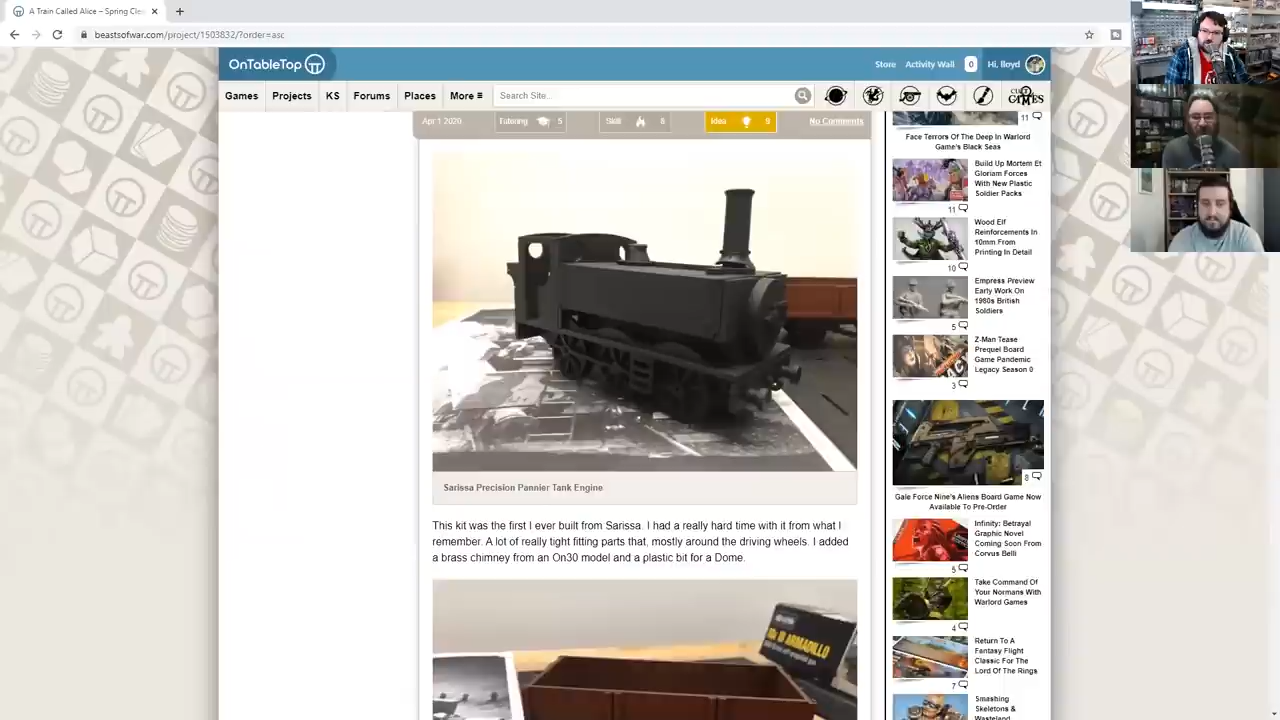 A Train Called Alice – Spring Cle
beastsofwar.com/project/1503832/?order=asc
OnTableTop
Store
Activity Wall
0
Hi, lloyd
Games
Projects
KS
Forums
Places
More
Search Site...
Apr 1 2020
Tutoring
5
Skill
8
Idea
9
No Comments
Sarissa Precision Pannier Tank Engine
This kit was the first I ever built from Sarissa. I had a really hard time with it from what I
remember. A lot of really tight fitting parts that, mostly around the driving wheels. I added
a brass chimney from an On30 model and a plastic bit for a Dome.
ARMADILLO
11
Face Terrors Of The Deep In Warlord
Game's Black Seas
Build Up Mortem Et
Gloriam Forces
With New Plastic
Soldier Packs
11
Wood Elf
Reinforcements In
10mm From
Printing In Detail
10
Empress Preview
Early Work On
1980s British
Soldiers
5
Z-Man Tease
Prequel Board
Game Pandemic
Legacy Season 0
3
8
Gale Force Nine's Aliens Board Game Now
Available To Pre-Order
Infinity: Betrayal
Graphic Novel
Coming Soon From
Corvus Belli
5
Take Command Of
Your Normans With
Warlord Games
4
Return To A
Fantasy Flight
Classic For The
Lord Of The Rings
7
Smashing
Skeletons &
Wasteland